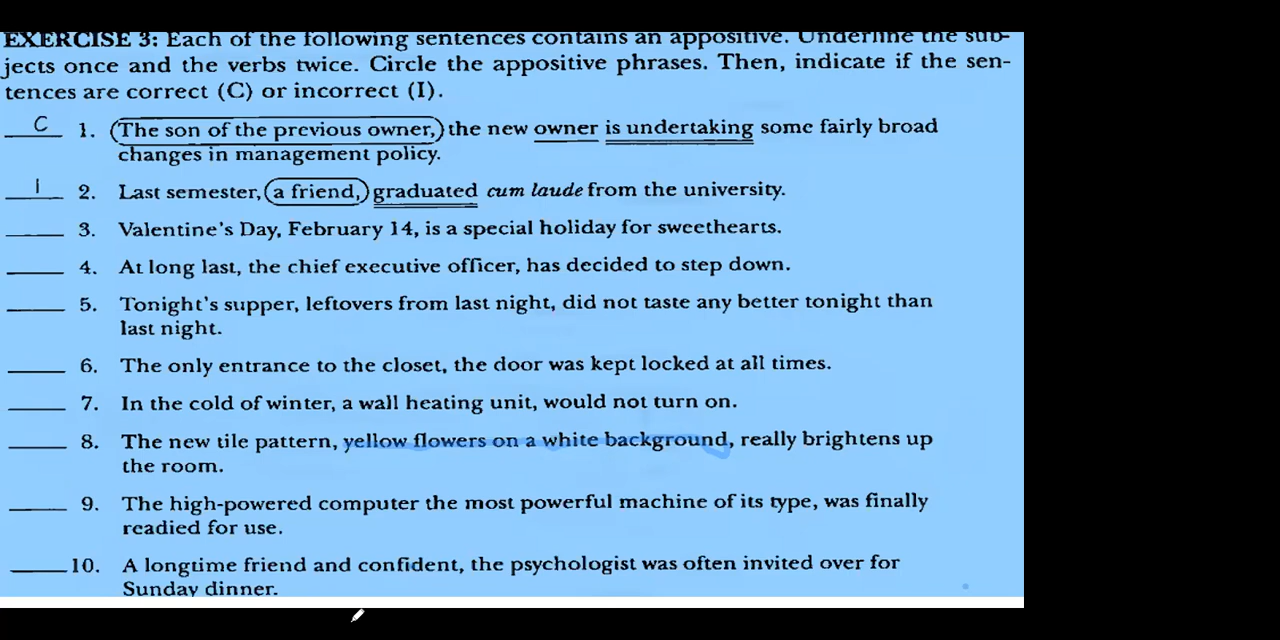 EXERCISE 3: Each of the following sentences contains an appositive. Underline the sub-
jects once and the verbs twice. Circle the appositive phrases. Then, indicate if the sen-
tences are correct (C) or incorrect (I).
C 1. The son of the previous owner, the new owner is undertaking some fairly broad
changes in management policy.
I 2. Last semester, a friend, graduated cum laude from the university.
3. Valentine's Day, February 14, is a special holiday for sweethearts.
4. At long last, the chief executive officer, has decided to step down.
5. Tonight's supper, leftovers from last night, did not taste any better tonight than
last night.
6. The only entrance to the closet, the door was kept locked at all times.
7. In the cold of winter, a wall heating unit, would not turn on.
8. The new tile pattern, yellow flowers on a white background, really brightens up
the room.
9. The high-powered computer the most powerful machine of its type, was finally
readied for use.
10. A longtime friend and confident, the psychologist was often invited over for
Sunday dinner.